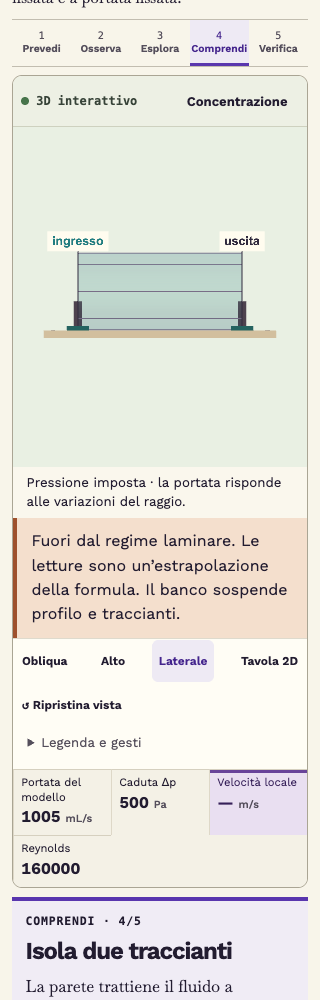 1 2 3 4 5
Prevedi Osserva Esplora Comprendi Verifica
3D interattivo Concentrazione
ingresso uscita
Pressione imposta · la portata risponde
alle variazioni del raggio.
Fuori dal regime laminare. Le
letture sono un’estrapolazione
della formula. Il banco sospende
profilo e traccianti.
Obliqua Alto Laterale Tavola 2D
↺ Ripristina vista
▶ Legenda e gesti
Portata del
modello
1005 mL/s
Caduta Δp
500 Pa
Velocità locale
— m/s
Reynolds
160000
COMPRENDI · 4/5
Isola due traccianti
La parete trattiene il fluido a